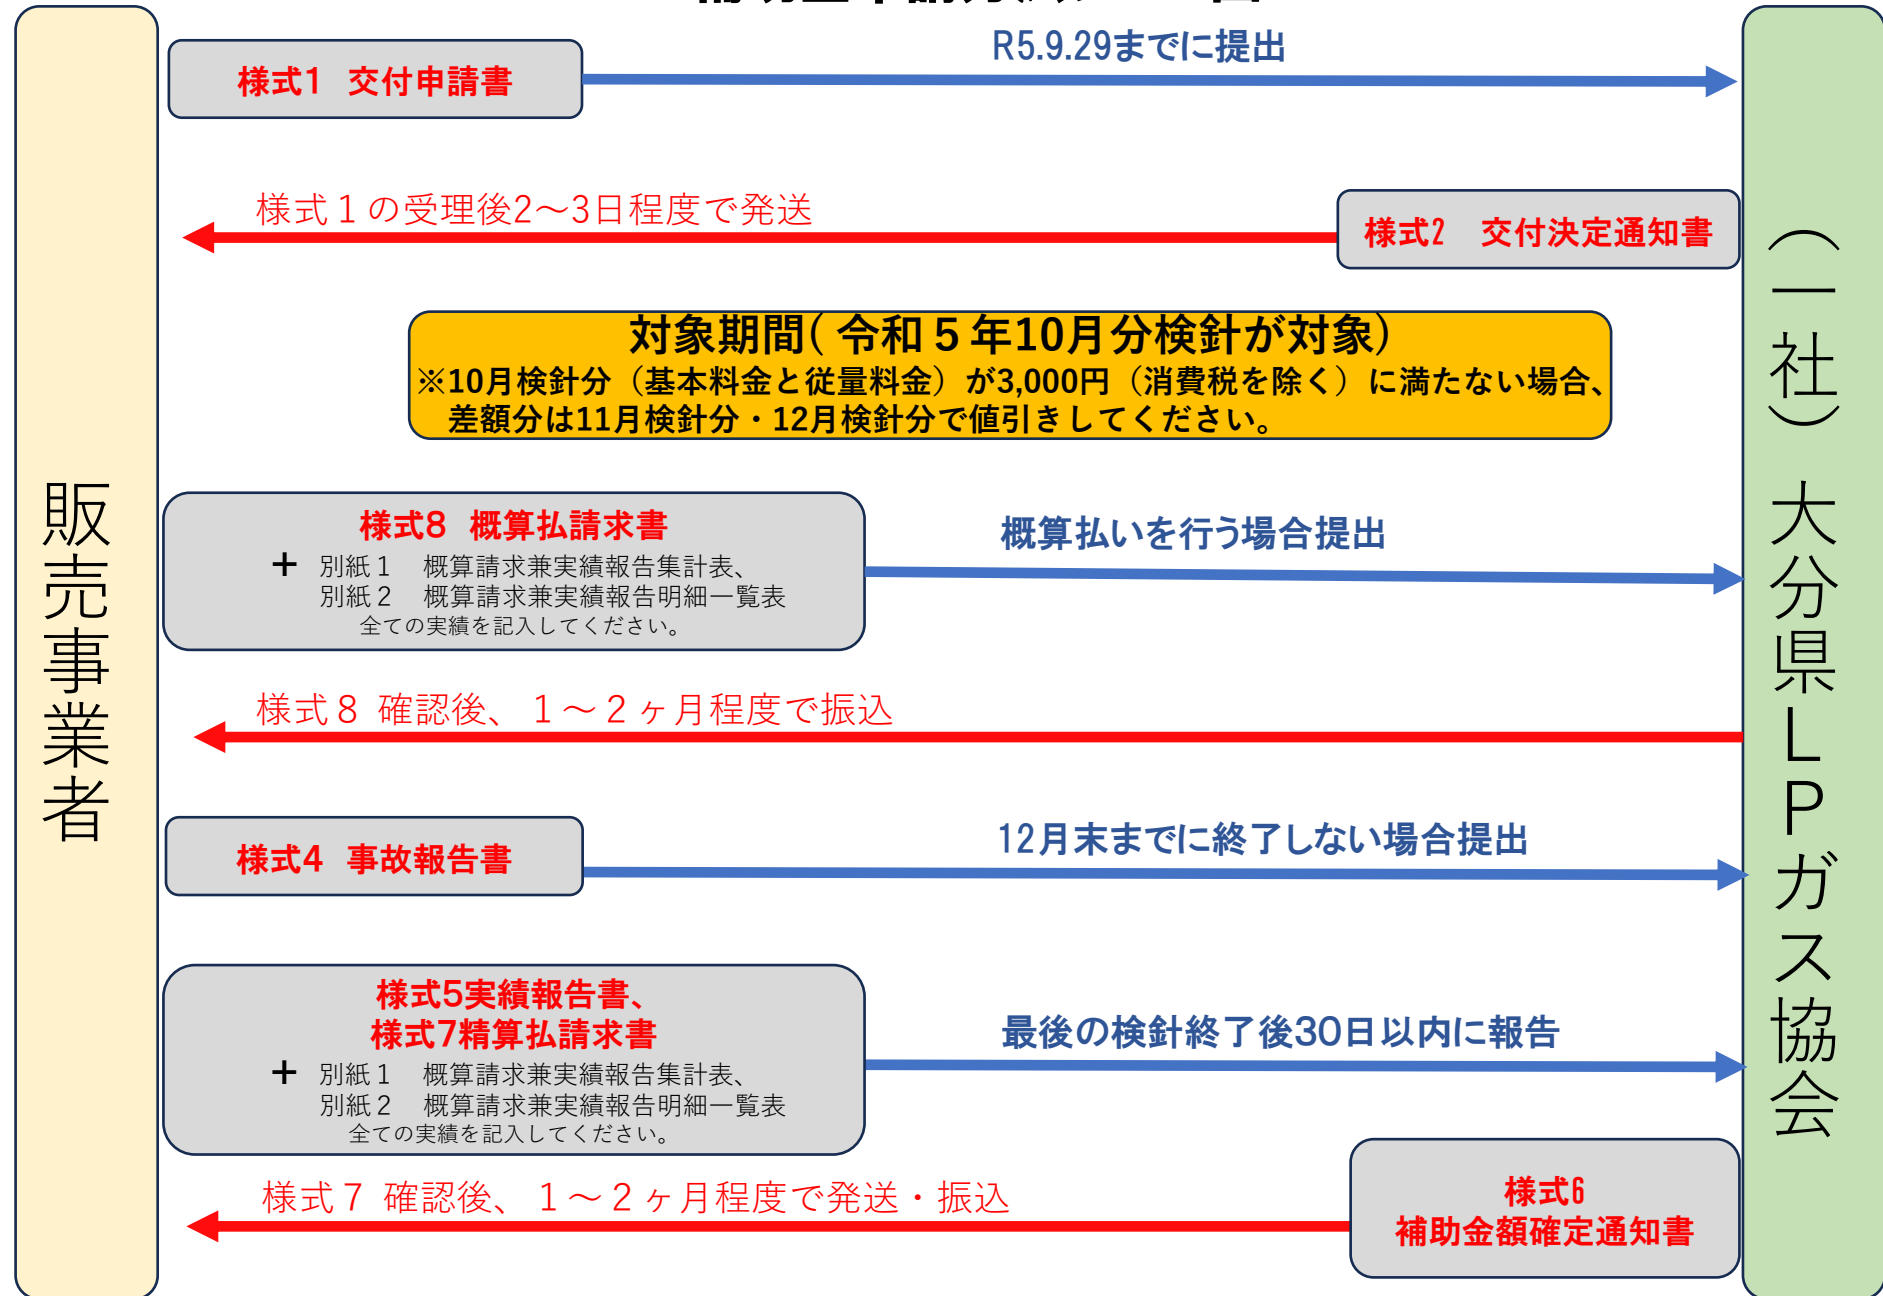 R5.9.29までに提出
様式1 交付申請書
様式１の受理後2～3日程度で発送
様式2 交付決定通知書
対象期間( 令和５年10月分検針が対象)
※10月検針分（基本料金と従量料金）が3,000円（消費税を除く）に満たない場合、
差額分は11月検針分・12月検針分で値引きしてください。
販売事業者
（一社）大分県ＬＰガス協会
様式8 概算払請求書
+ 別紙１ 概算請求兼実績報告集計表、
別紙２ 概算請求兼実績報告明細一覧表
全ての実績を記入してください。
概算払いを行う場合提出
様式８ 確認後、１～２ヶ月程度で振込
様式4 事故報告書
12月末までに終了しない場合提出
様式5実績報告書、
様式7精算払請求書
+ 別紙１ 概算請求兼実績報告集計表、
別紙２ 概算請求兼実績報告明細一覧表
全ての実績を記入してください。
最後の検針終了後30日以内に報告
様式７ 確認後、１～２ヶ月程度で発送・振込
様式6
補助金額確定通知書